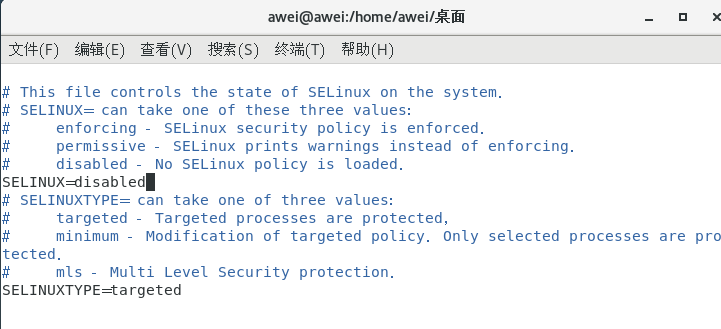 awei@awei:/home/awei/桌面
文件(F) 编辑(E) 查看(V) 搜索(S) 终端(T) 帮助(H)
# This file controls the state of SELinux on the system.
# SELINUX= can take one of these three values:
#     enforcing - SELinux security policy is enforced.
#     permissive - SELinux prints warnings instead of enforcing.
#     disabled - No SELinux policy is loaded.
SELINUX=disabled
# SELINUXTYPE= can take one of three values:
#     targeted - Targeted processes are protected,
#     minimum - Modification of targeted policy. Only selected processes are pro
tected.
#     mls - Multi Level Security protection.
SELINUXTYPE=targeted